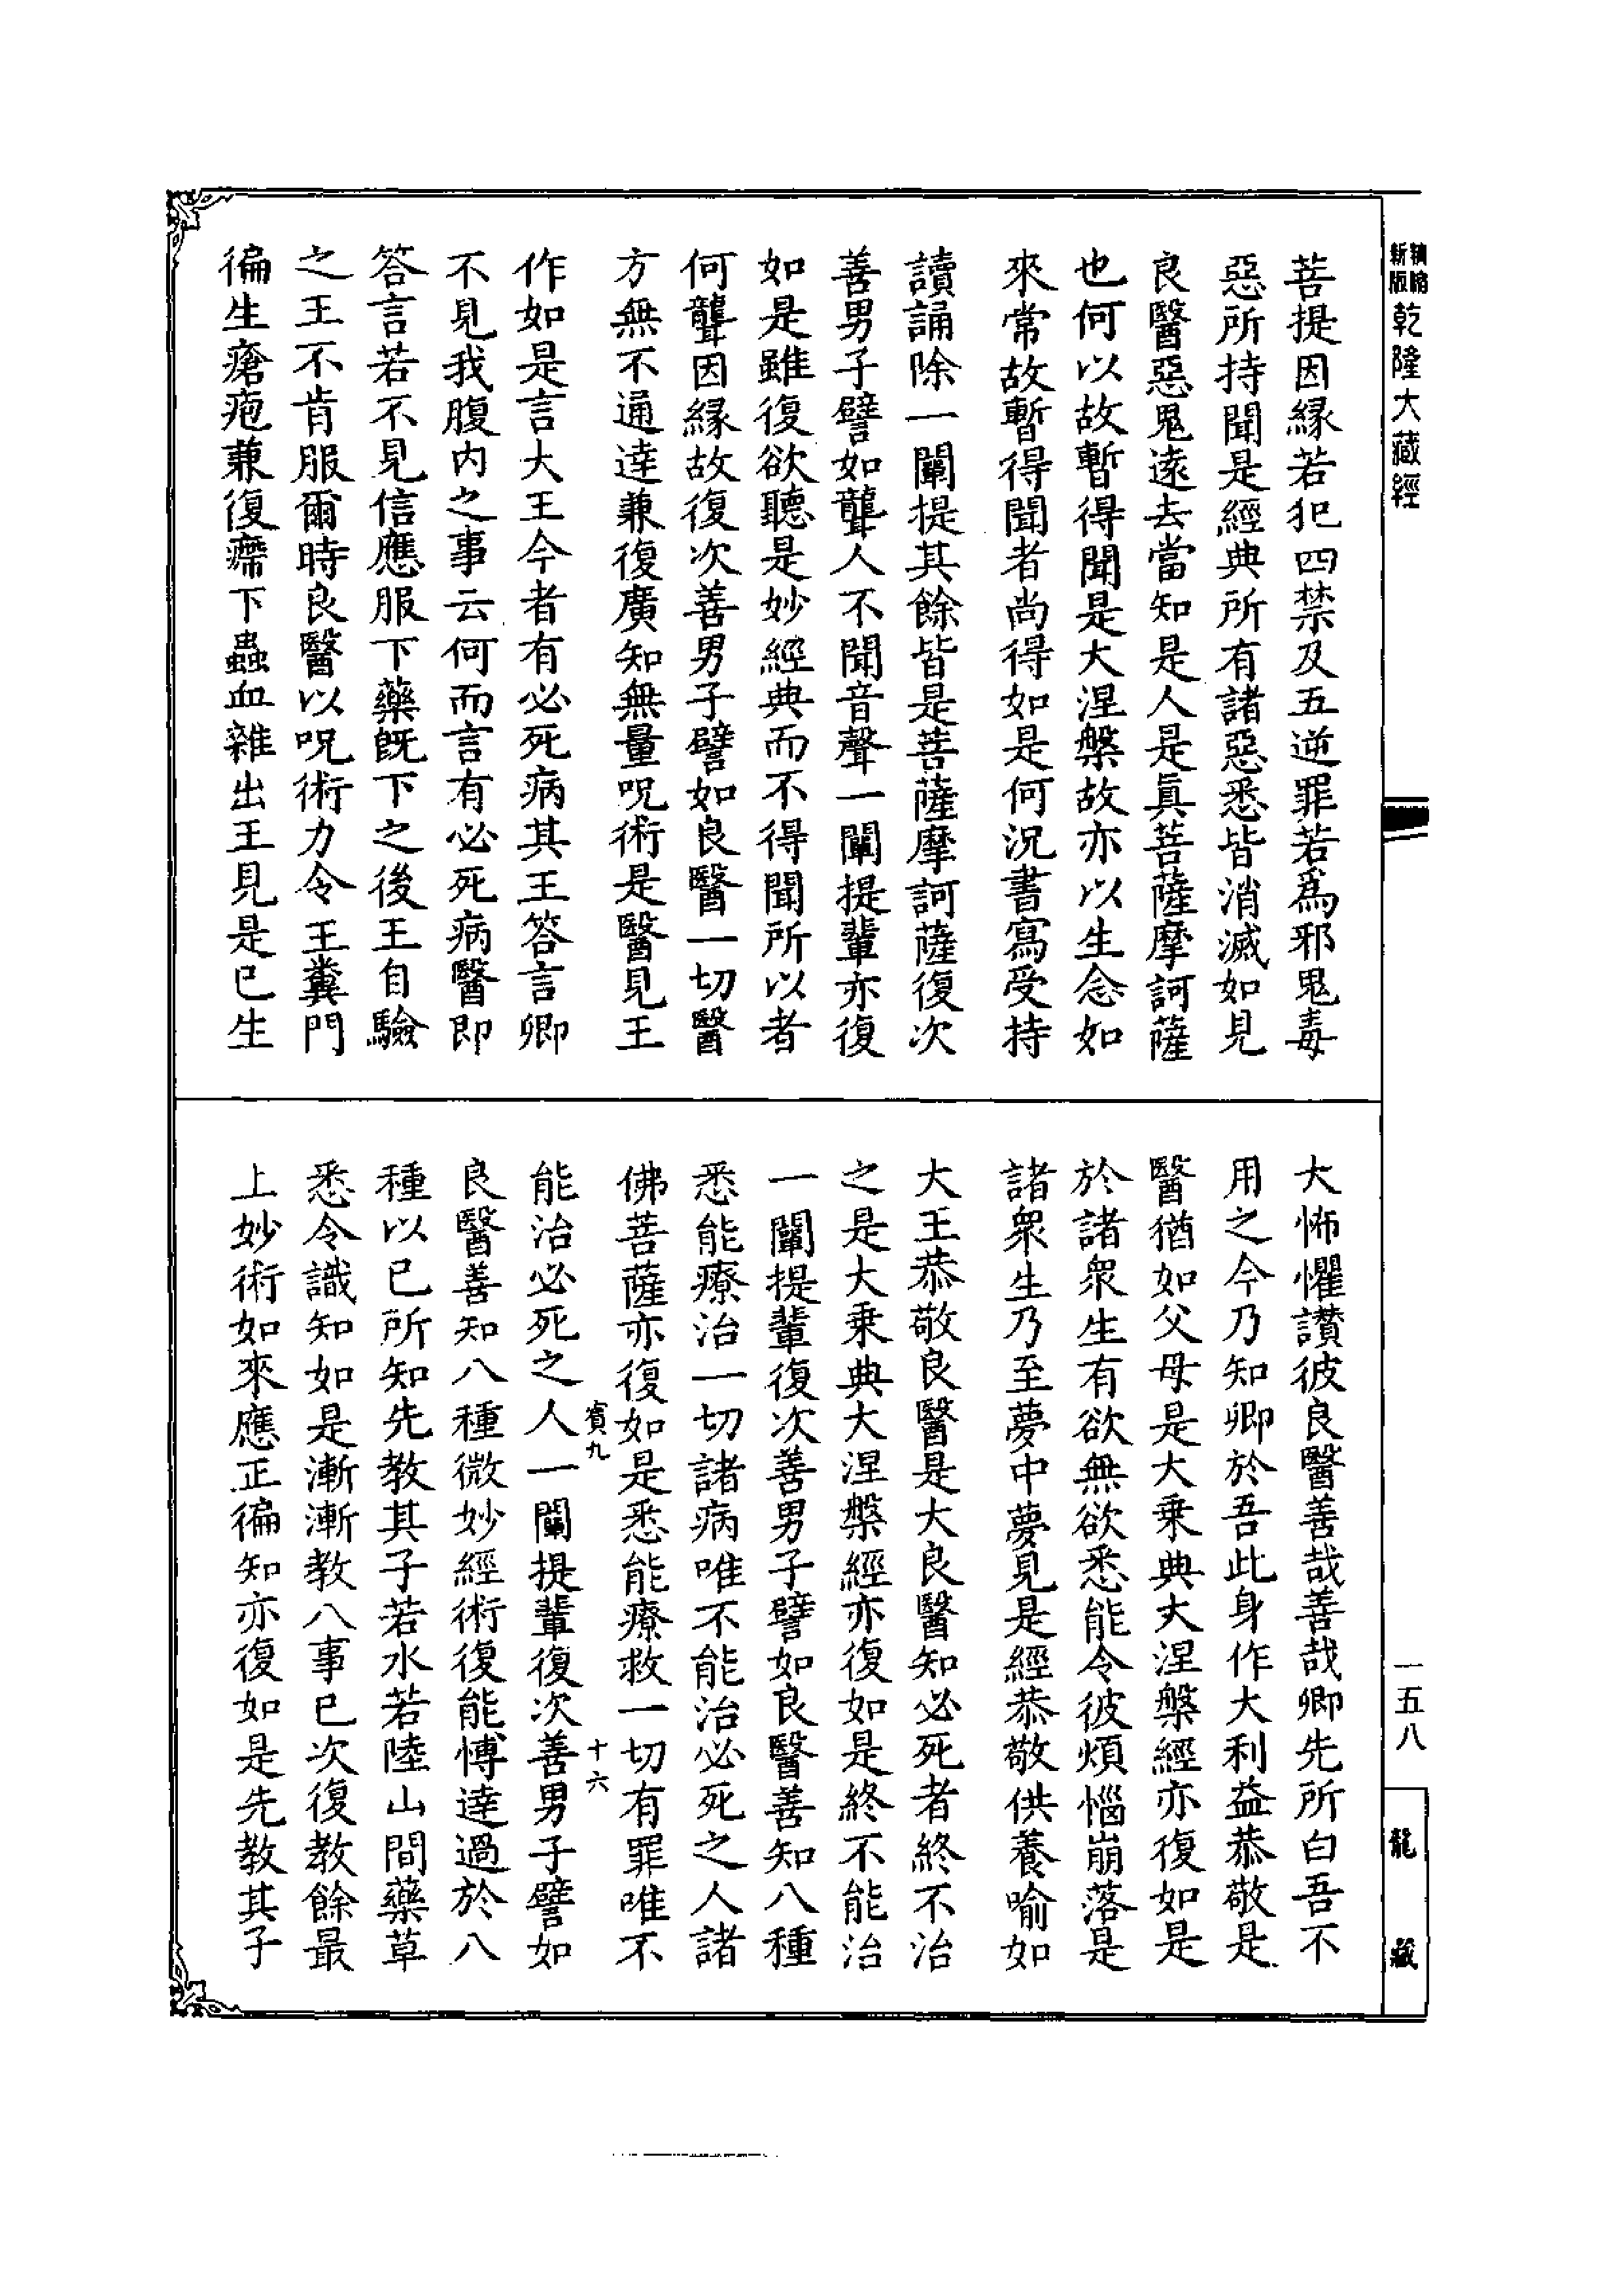 新版
乾隆大藏經
一五八
龍藏
菩提因縁若犯四禁及五逆罪若爲邪鬼毒
惡所持聞是經典所有諸惡悉皆消滅如見
良醫惡鬼遠去當知是人是眞菩薩摩訶薩
也何以故暫得聞是大涅槃故亦以生念如
來常故暫得聞者尚得如是何況書寫受持
讀誦除一闡提其餘皆是菩薩摩訶薩復次
善男子譬如聾人不聞音聲一闡提輩亦復
如是雖復欲聽是妙經典而不得聞所以者
何聾因縁故復次善男子譬如良醫一切醫
方無不通達兼復廣知無量呪術是醫見王
作如是言大王今者有必死病其王答言卿
不見我腹内之事云何而言有必死病醫即
答言若不見信應服下藥既下之後王自驗
之王不肯服爾時良醫以呪術力令王糞門
徧生瘡疱兼復𤸪下蟲血雜出王見是已生
大怖懼讃彼良醫善哉善哉卿先所白吾不
用之今乃知卿於吾此身作大利益恭敬是
醫猶如父母是大乗典大涅槃經亦復如是
於諸衆生有欲無欲悉能令彼煩惱崩落是
諸衆生乃至夢中夢見是經恭敬供養喻如
大王恭敬良醫是大良醫知必死者終不治
之是大乗典大涅槃經亦復如是終不能治
一闡提輩復次善男子譬如良醫善知八種
悉能療治一切諸病唯不能治必死之人諸
佛菩薩亦復如是悉能療救一切有罪唯不
賓九
十六
能治必死之人一闡提輩復次善男子譬如
良醫善知八種微妙經術復能博達過於八
種以已所知先教其子若水若陸山間藥草
悉令識知如是漸漸教八事已次復教餘最
上妙術如來應正徧知亦復如是先教其子